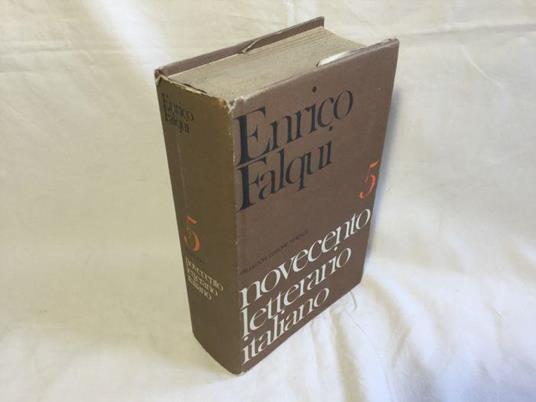 Enrico
Falqui
5
novecento
letterario
italiano
Enrico
Falqui
5
novecento
letterario
italiano